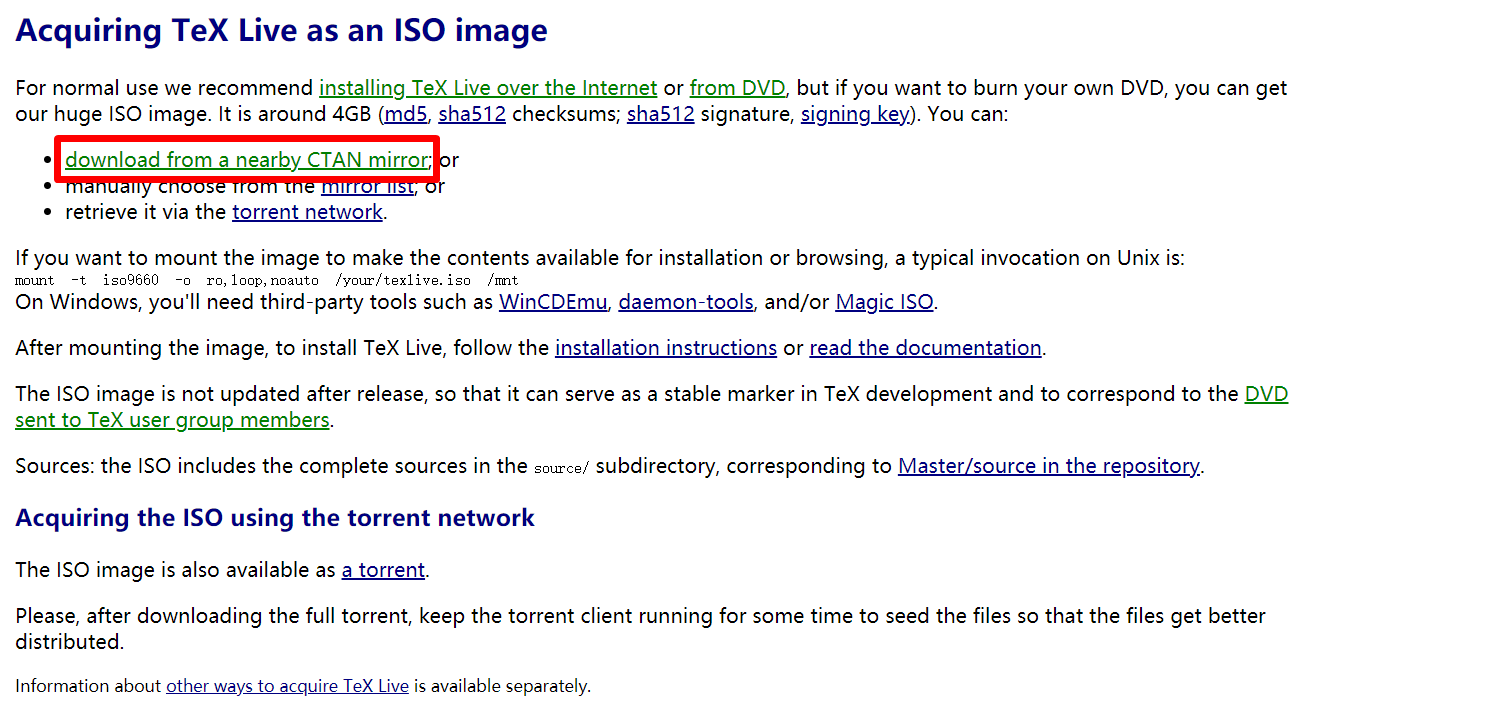 Acquiring TeX Live as an ISO image
For normal use we recommend installing TeX Live over the Internet or from DVD, but if you want to burn your own DVD, you can get
our huge ISO image. It is around 4GB (md5, sha512 checksums; sha512 signature, signing key). You can:
• download from a nearby CTAN mirror; or
• manually choose from the mirror list; or
• retrieve it via the torrent network.
If you want to mount the image to make the contents available for installation or browsing, a typical invocation on Unix is:
mount -t iso9660 -o ro,loop,noauto /your/texlive.iso /mnt
On Windows, you'll need third-party tools such as WinCDEmu, daemon-tools, and/or Magic ISO.
After mounting the image, to install TeX Live, follow the installation instructions or read the documentation.
The ISO image is not updated after release, so that it can serve as a stable marker in TeX development and to correspond to the DVD
sent to TeX user group members.
Sources: the ISO includes the complete sources in the source/ subdirectory, corresponding to Master/source in the repository.
Acquiring the ISO using the torrent network
The ISO image is also available as a torrent.
Please, after downloading the full torrent, keep the torrent client running for some time to seed the files so that the files get better
distributed.
Information about other ways to acquire TeX Live is available separately.